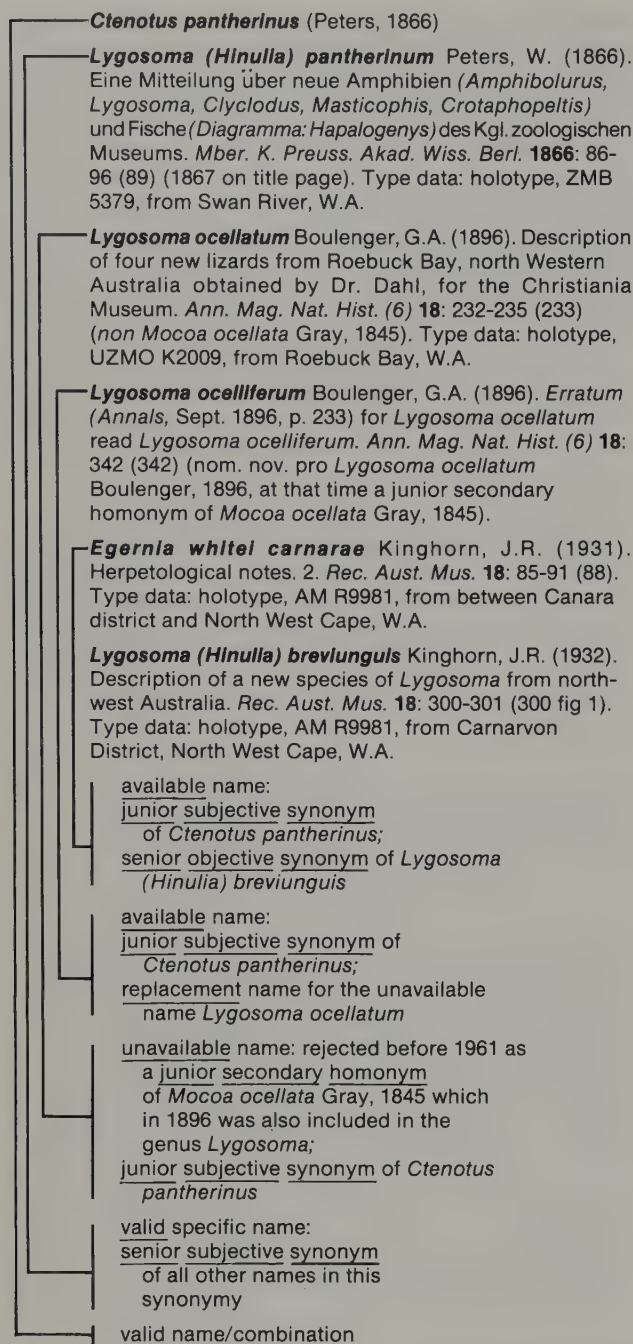 Ctenotus pantherinus (Peters, 1866)
Lygosoma (Hinulia) pantherinum Peters, W. (1866).
Eine Mitteilung über neue Amphibien (Amphibolurus,
Lygosoma, Clyclodus, Masticophis, Crotaphopeltis)
und Fische (Diagramma: Hapalogenys) des Kgl. zoologischen
Museums. Mber. K. Preuss. Akad. Wiss. Berl. 1866: 86-
96 (89) (1867 on title page). Type data: holotype, ZMB
5379, from Swan River, W.A.
Lygosoma ocellatum Boulenger, G.A. (1896). Description
of four new lizards from Roebuck Bay, north Western
Australia obtained by Dr. Dahl, for the Christiania
Museum. Ann. Mag. Nat. Hist. (6) 18: 232-235 (233)
(non Mocoa ocellata Gray, 1845). Type data: holotype,
UZMO K2009, from Roebuck Bay, W.A.
Lygosoma ocelliferum Boulenger, G.A. (1896). Erratum
(Annals, Sept. 1896, p. 233) for Lygosoma ocellatum
read Lygosoma ocelliferum. Ann. Mag. Nat. Hist. (6) 18:
342 (342) (nom. nov. pro Lygosoma ocellatum
Boulenger, 1896, at that time a junior secondary
homonym of Mocoa ocellata Gray, 1845).
Egernia whitei carnarae Kinghorn, J.R. (1931).
Herpetological notes. 2. Rec. Aust. Mus. 18: 85-91 (88).
Type data: holotype, AM R9981, from between Canara
district and North West Cape, W.A.
Lygosoma (Hinulia) breviunguis Kinghorn, J.R. (1932).
Description of a new species of Lygosoma from north-
west Australia. Rec. Aust. Mus. 18: 300-301 (300 fig 1).
Type data: holotype, AM R9981, from Carnarvon
District, North West Cape, W.A.
available name:
junior subjective synonym
of Ctenotus pantherinus;
senior objective synonym of Lygosoma
(Hinulia) breviunguis
available name:
junior subjective synonym of
Ctenotus pantherinus;
replacement name for the unavailable
name Lygosoma ocellatum
unavailable name: rejected before 1961 as
a junior secondary homonym
of Mocoa ocellata Gray, 1845 which
in 1896 was also included in the
genus Lygosoma;
junior subjective synonym of Ctenotus
pantherinus
valid specific name:
senior subjective synonym
of all other names in this
synonymy
valid name/combination